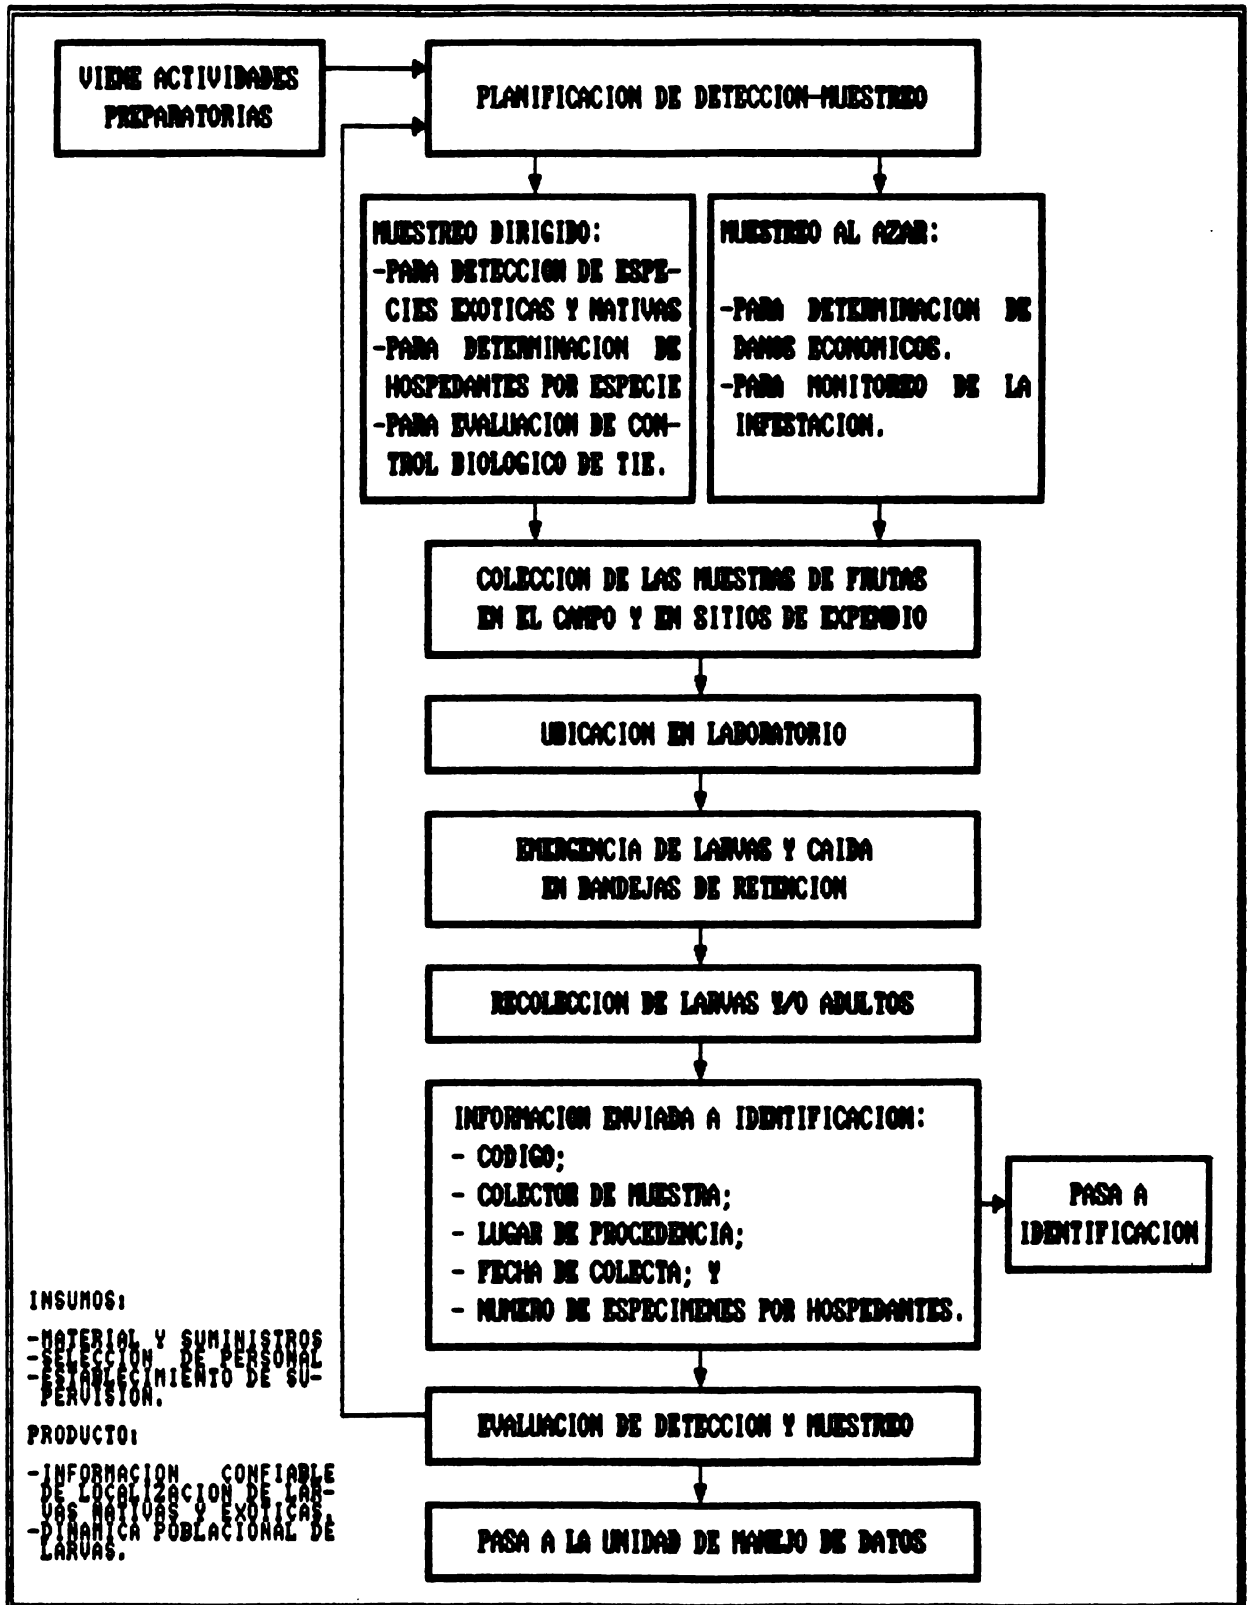 VIENE ACTIVIDADES
PREPARATORIAS
PLANIFICACION DE DETECCION-MUESTREO
MUESTREO DIRIGIDO:
-PARA DETECCION DE ESPE-
CIES EXOTICAS Y NATIVAS
-PARA DETERMINACION DE
HOSPEDANTES POR ESPECIE
-PARA EVALUACION DE CON-
TROL BIOLOGICO DE TIE.
MUESTREO AL AZAR:
-PARA DETERMINACION DE
DANOS ECONOMICOS.
-PARA MONITOREO DE LA
INFESTACION.
COLECCION DE LAS MUESTRAS DE FRUTAS
EN EL CAMPO Y EN SITIOS DE EXPENDIO
UBICACION EN LABORATORIO
EMERGENCIA DE LARVAS Y CAIDA
EN BANDEJAS DE RETENCION
RECOLECCION DE LARVAS Y/O ADULTOS
INFORMACION ENVIADA A IDENTIFICACION:
- CODIGO;
- COLECTOR DE MUESTRA;
- LUGAR DE PROCEDENCIA;
- FECHA DE COLECTA; Y
- NUMERO DE ESPECIMENES POR HOSPEDANTES.
PASA A
IDENTIFICACION
EVALUACION DE DETECCION Y MUESTREO
PASA A LA UNIDAD DE MANEJO DE DATOS
INSUMOS:
-MATERIAL Y SUMINISTROS
-SELECCION DE PERSONAL
-ESTABLECIMIENTO DE SU-
PERVISION.
PRODUCTO:
-INFORMACION CONFIABLE
DE LOCALIZACION DE LAR-
VAS NATIVAS Y EXOTICAS.
-DINAMICA POBLACIONAL DE
LARVAS.